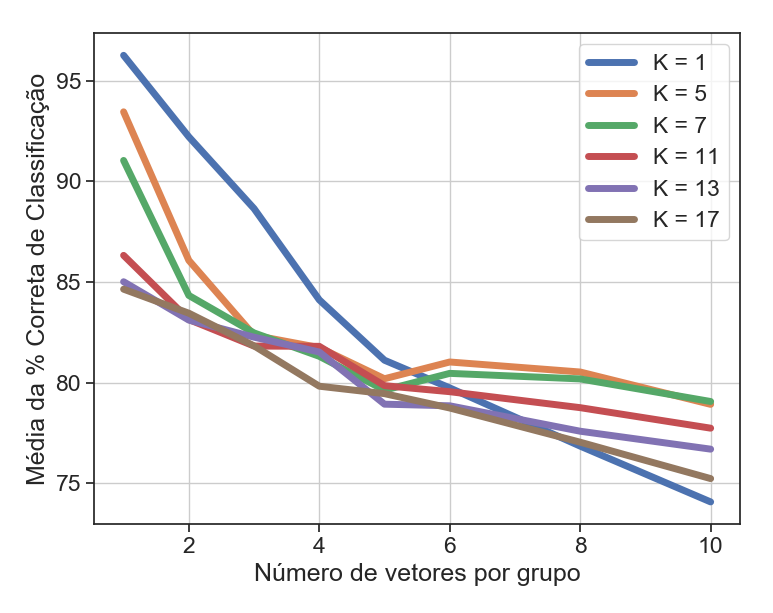 95
90
85
80
75
2 4 6 8 10
Média da % Correta de Classificação
Número de vetores por grupo
K = 1
K = 5
K = 7
K = 11
K = 13
K = 17